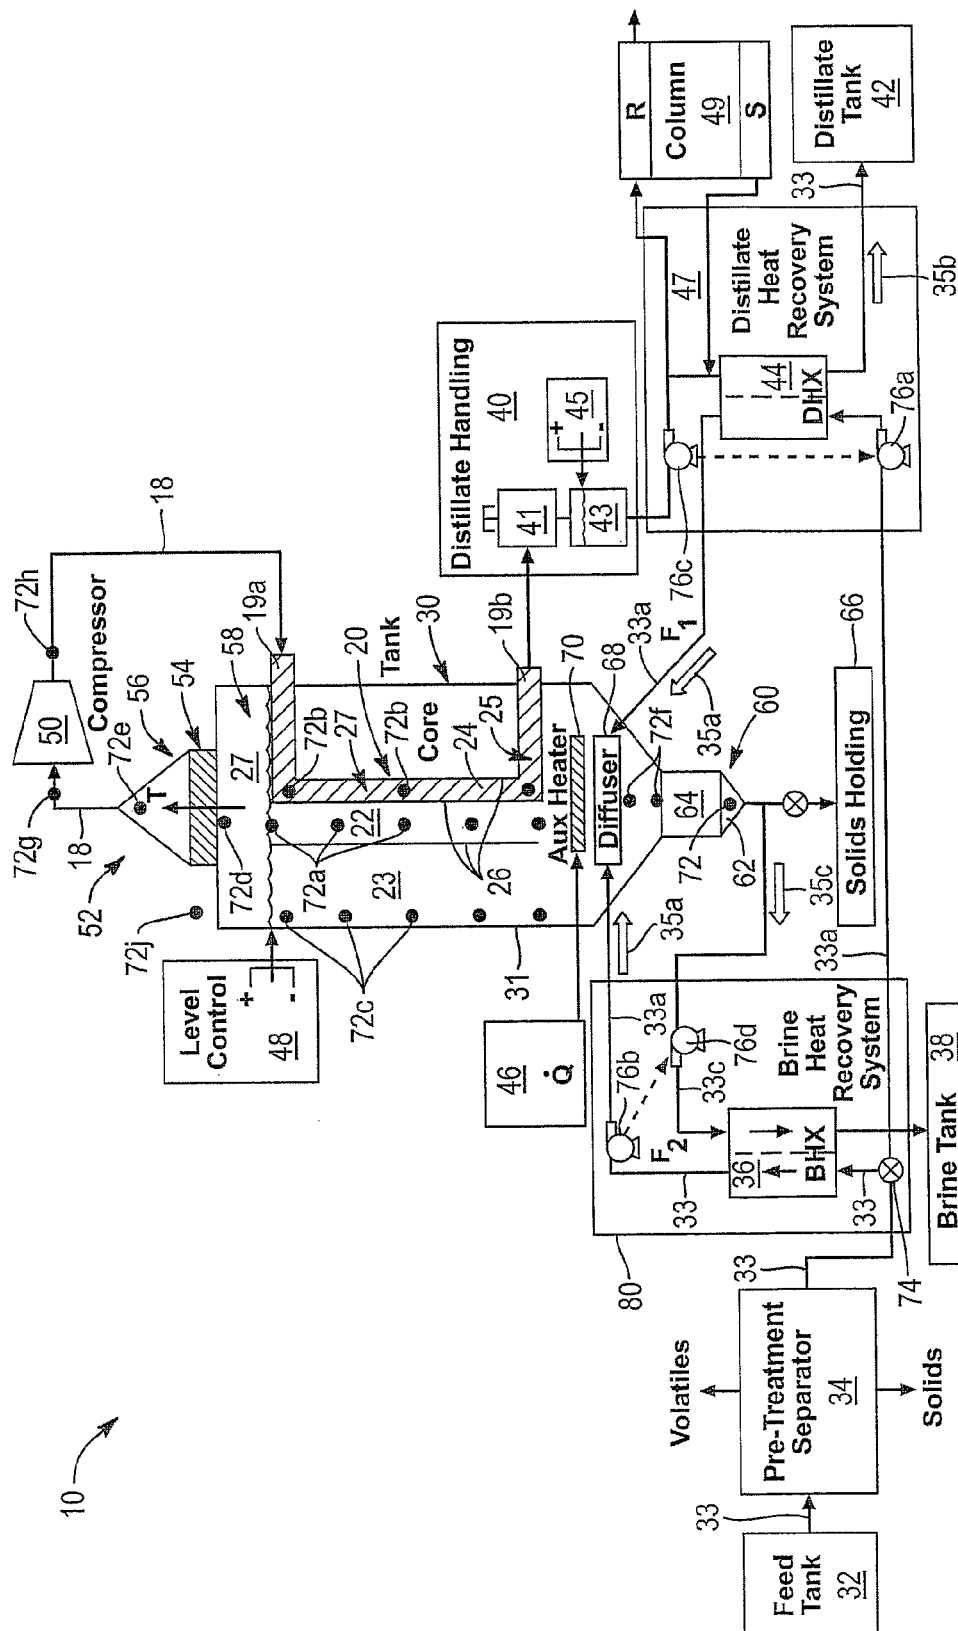 10
Feed
Tank
32
33
Volatiles
Pre-Treatment
Separator
34
Solids
33
74
80
33
33
BHX
36
F2
76b
33c
76d
33a
Brine Heat
Recovery
System
Brine Tank
38
46
Q̇
Level
Control
48
+
-
72j
52
72g
18
72e
T
56
54
50
Compressor
72h
18
58
27
72d
72a
72c
23
22
26
31
19a
72b
27
20
72b
24
Core
25
Tank
30
19b
Aux Heater
70
Diffuser
68
72f
35a
35a
33a
F1
60
64
72
62
35c
Solids Holding
66
33a
Distillate Handling
40
41
43
45
+
-
76c
47
R
Column
49
S
44
DHX
76a
Distillate
Heat
Recovery
System
35b
33
Distillate
Tank
42